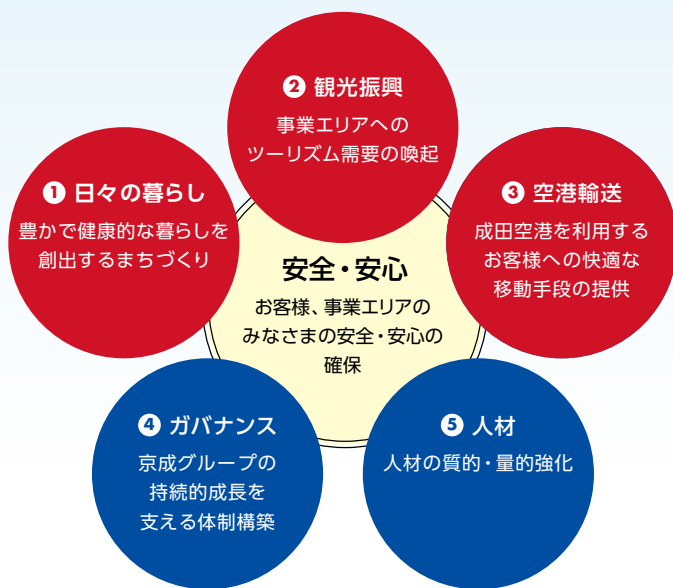 ❷ 観光振興
事業エリアへの
ツーリズム需要の喚起
❶ 日々の暮らし
豊かで健康的な暮らしを
創出するまちづくり
❸ 空港輸送
成田空港を利用する
お客様への快適な
移動手段の提供
安全・安心
お客様、事業エリアの
みなさまの安全・安心の
確保
❹ ガバナンス
京成グループの
持続的成長を
支える体制構築
❺ 人材
人材の質的・量的強化